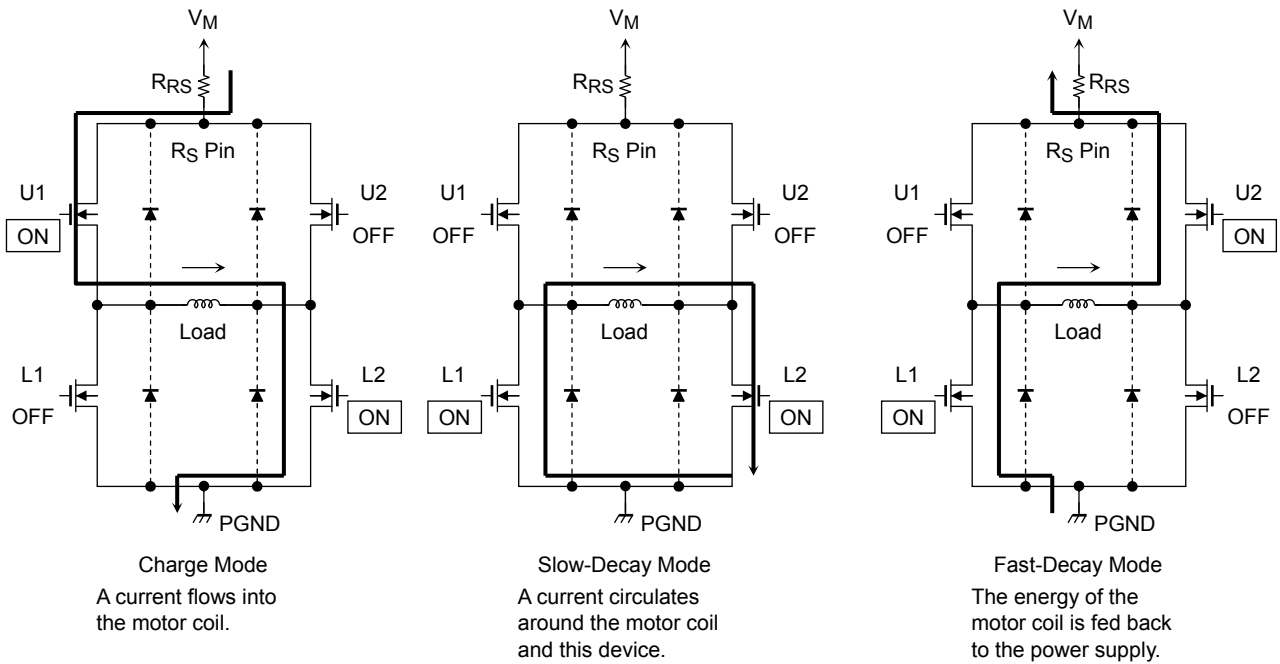 VM
RRS
RS Pin
U1
ON
U2
OFF
Load
L1
OFF
L2
ON
PGND
Charge Mode
A current flows into
the motor coil.
VM
RRS
RS Pin
U1
OFF
U2
OFF
Load
L1
ON
L2
ON
PGND
Slow-Decay Mode
A current circulates
around the motor coil
and this device.
VM
RRS
RS Pin
U1
OFF
U2
ON
Load
L1
ON
L2
OFF
PGND
Fast-Decay Mode
The energy of the
motor coil is fed back
to the power supply.